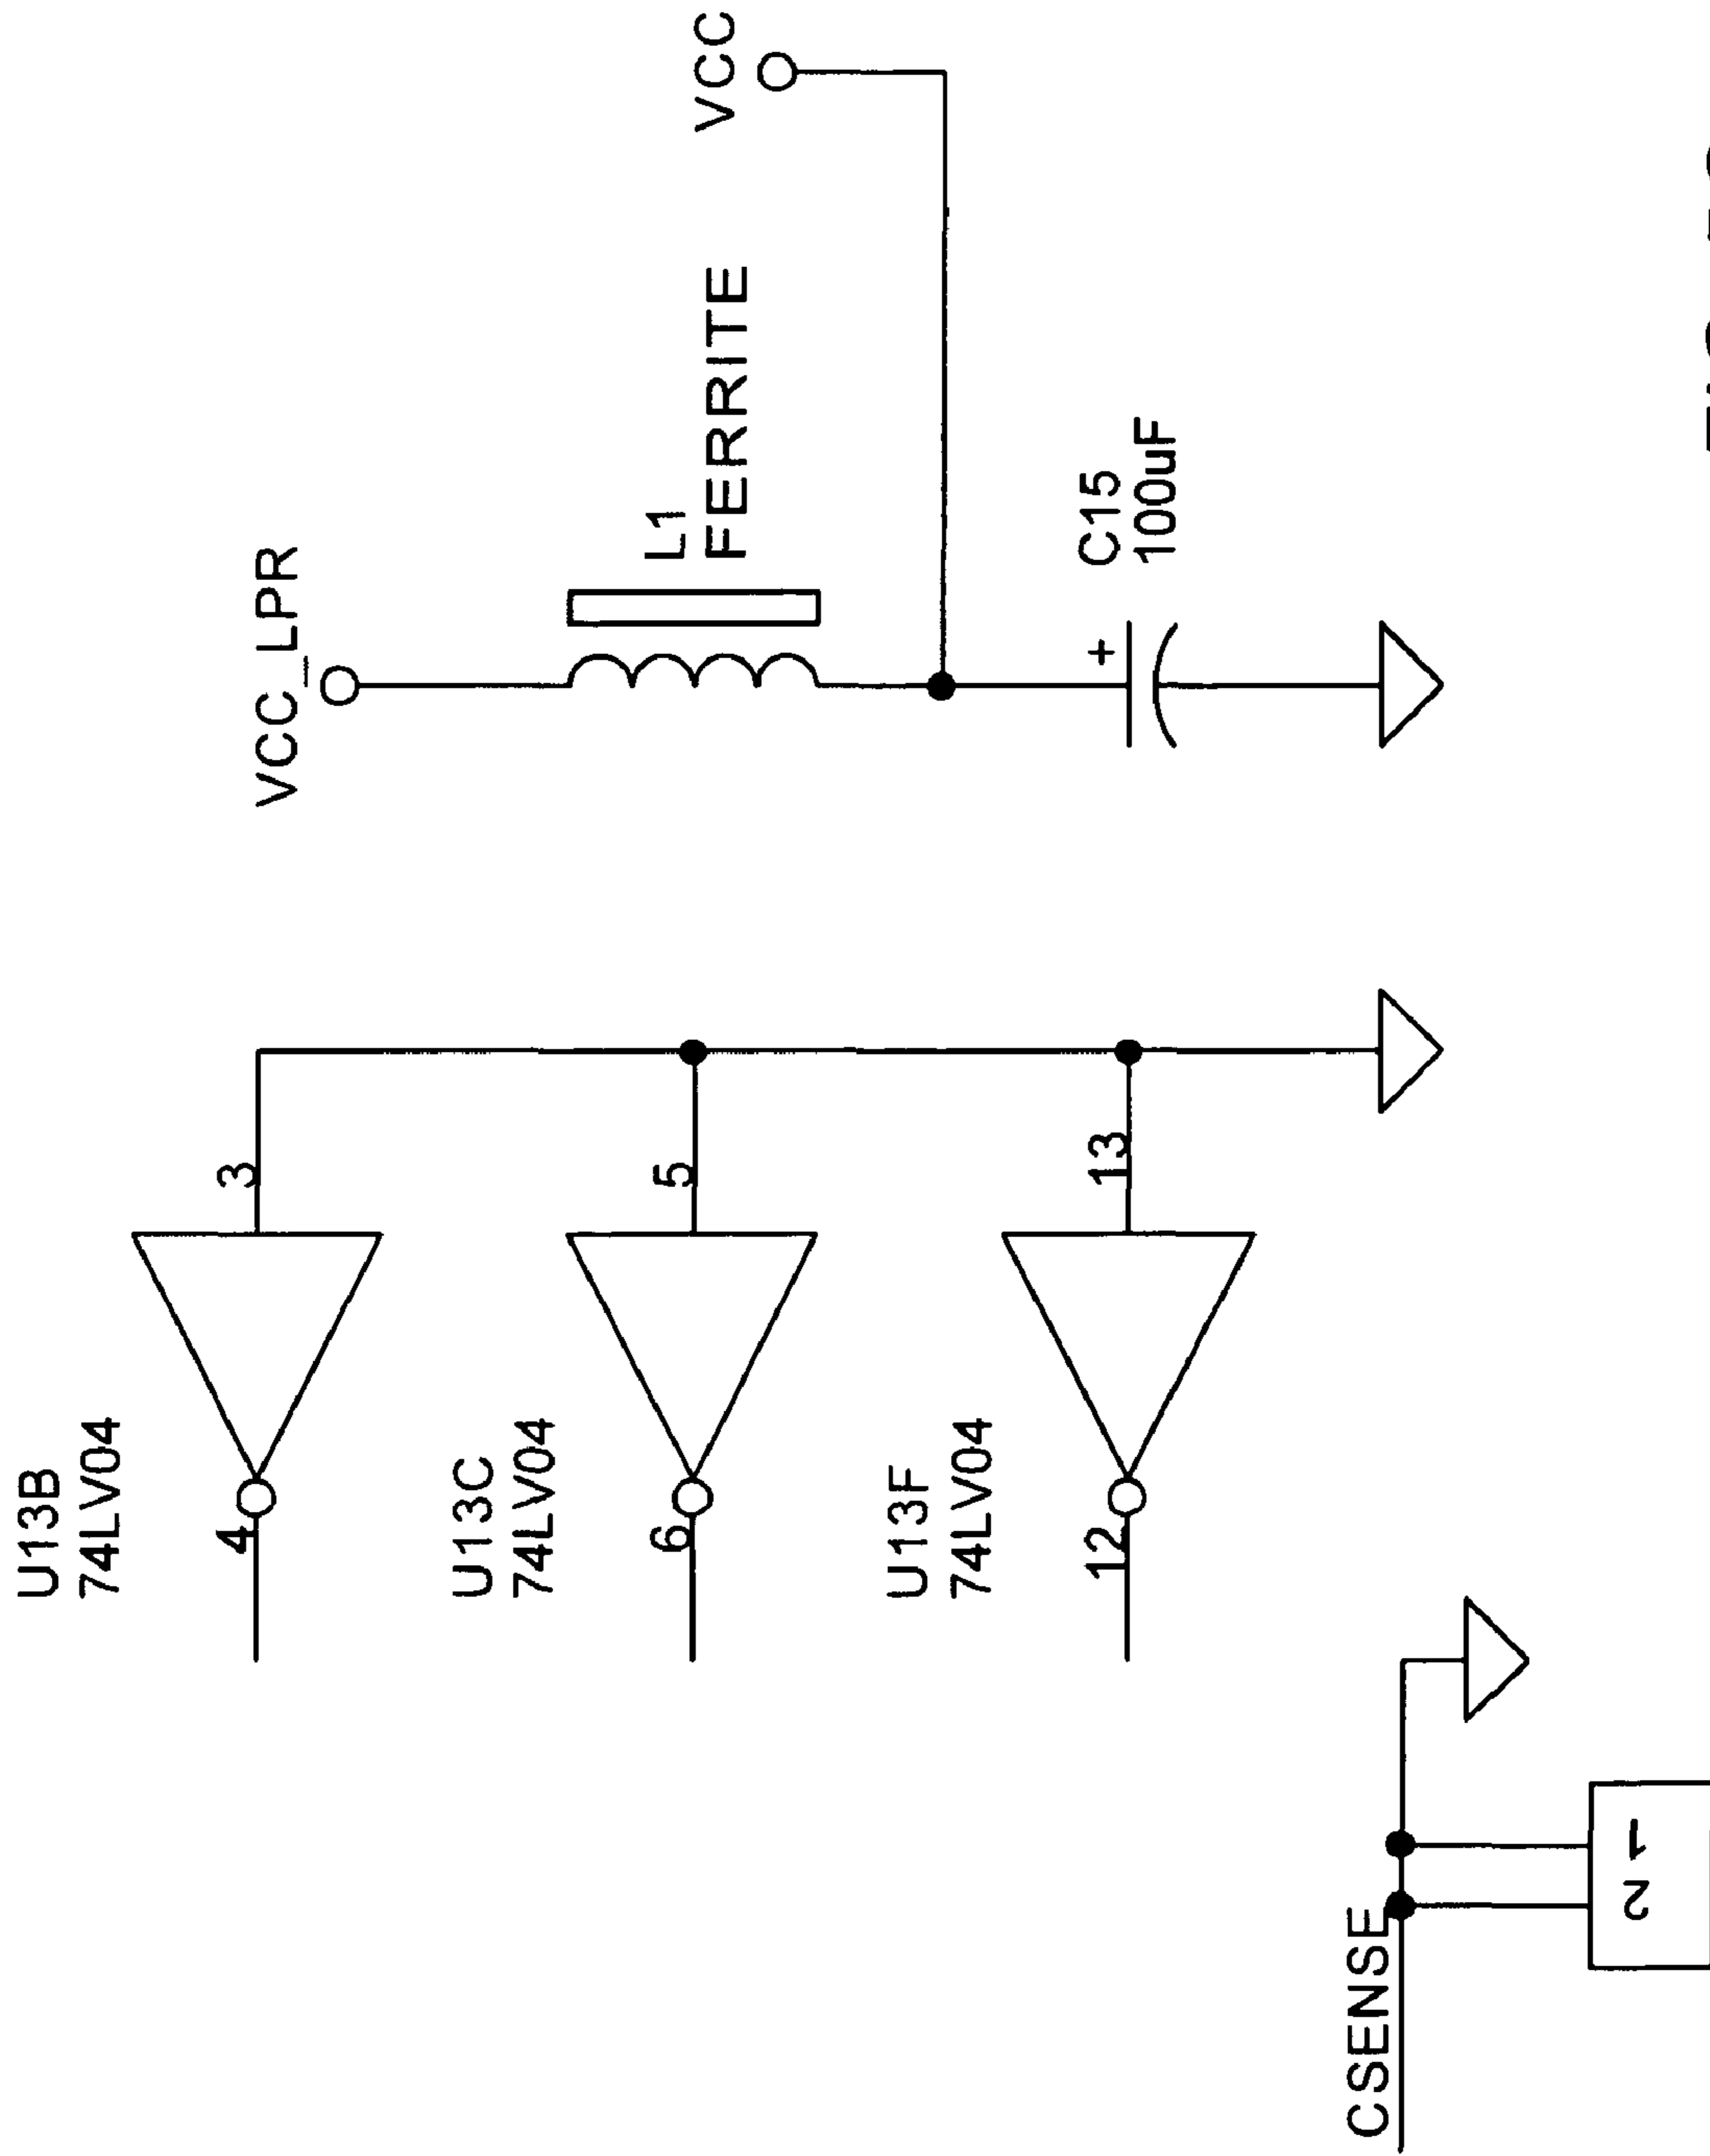 U13B
74LV04
4
3
VCC_LPR
U13C
74LV04
6
5
L1
FERRITE
VCC
U13F
74LV04
12
13
C15
100uF
CSENSE
2
1